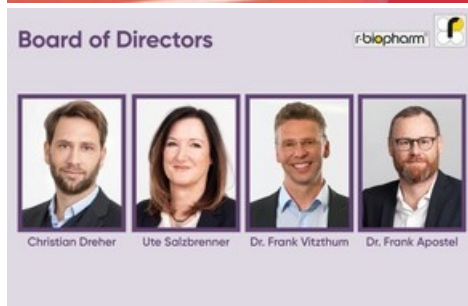 Board of Directors
r-biopharm
r
Christian Dreher
Ute Salzbrenner
Dr. Frank Vitzthum
Dr. Frank Apostel